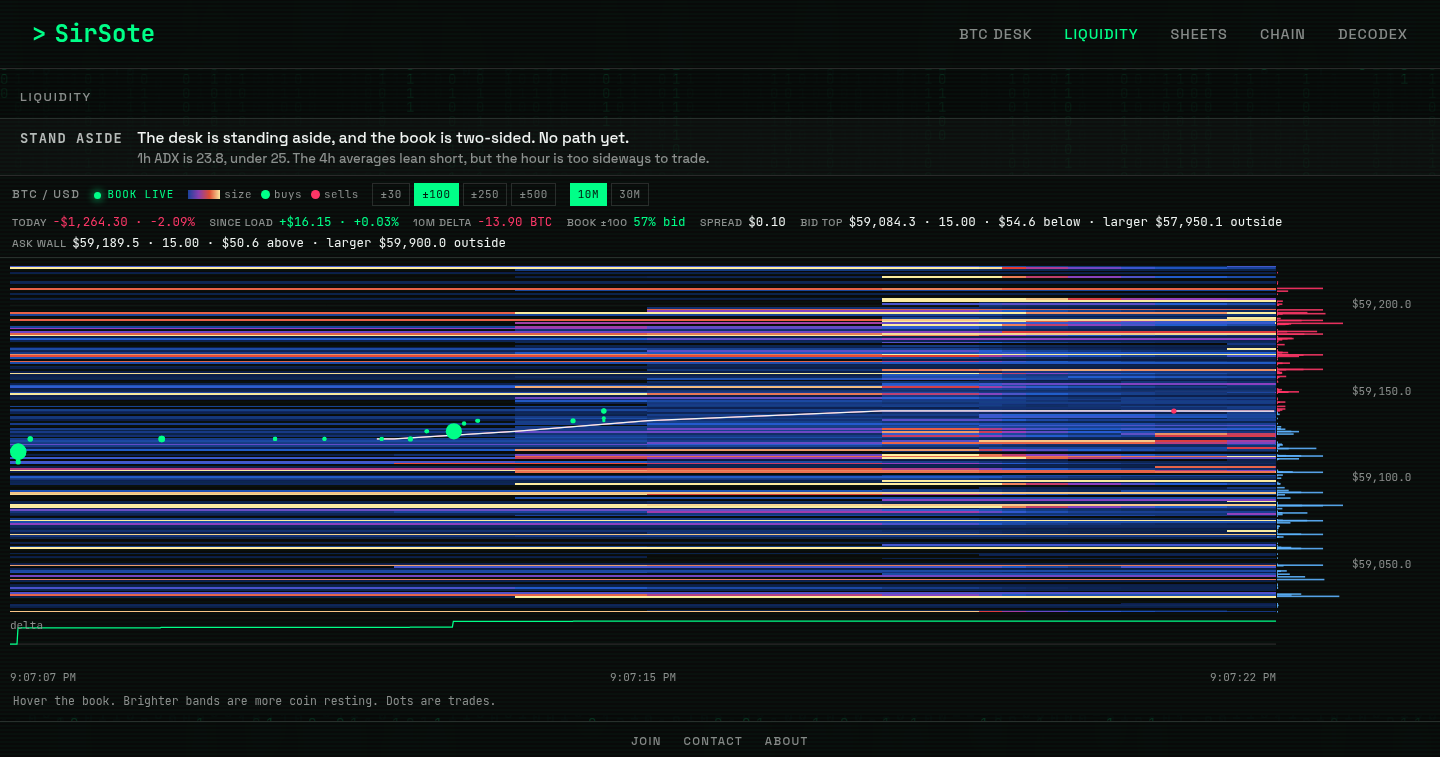 > SirSote
BTC DESK LIQUIDITY SHEETS CHAIN DECODEX
LIQUIDITY
STAND ASIDE The desk is standing aside, and the book is two-sided. No path yet.
1h ADX is 23.8, under 25. The 4h averages lean short, but the hour is too sideways to trade.
BTC / USD BOOK LIVE size buys sells ±30 ±100 ±250 ±500 10M 30M
TODAY -$1,264.30 · -2.09% SINCE LOAD +$16.15 · +0.03% 10M DELTA -13.90 BTC BOOK ±100 57% bid SPREAD $0.10 BID TOP $59,084.3 · 15.00 · $54.6 below · larger $57,950.1 outside
ASK WALL $59,189.5 · 15.00 · $50.6 above · larger $59,900.0 outside
$59,200.0
$59,150.0
$59,100.0
$59,050.0
delta
9:07:07 PM 9:07:15 PM 9:07:22 PM
Hover the book. Brighter bands are more coin resting. Dots are trades.
JOIN CONTACT ABOUT